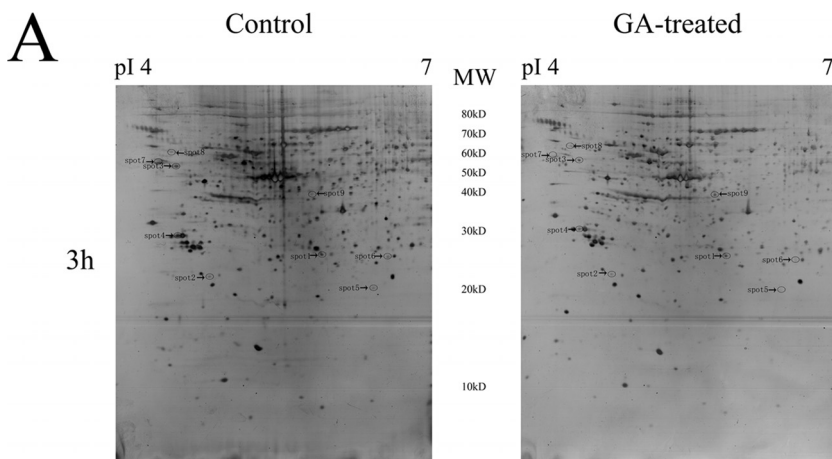 A
Control
GA-treated
pI 4
7
MW
pI 4
7
80kD
70kD
60kD
50kD
40kD
30kD
20kD
10kD
3h
spot8
spot7
spot3
spot9
spot4
spot1
spot6
spot2
spot5
spot8
spot7
spot3
spot9
spot4
spot1
spot6
spot2
spot5